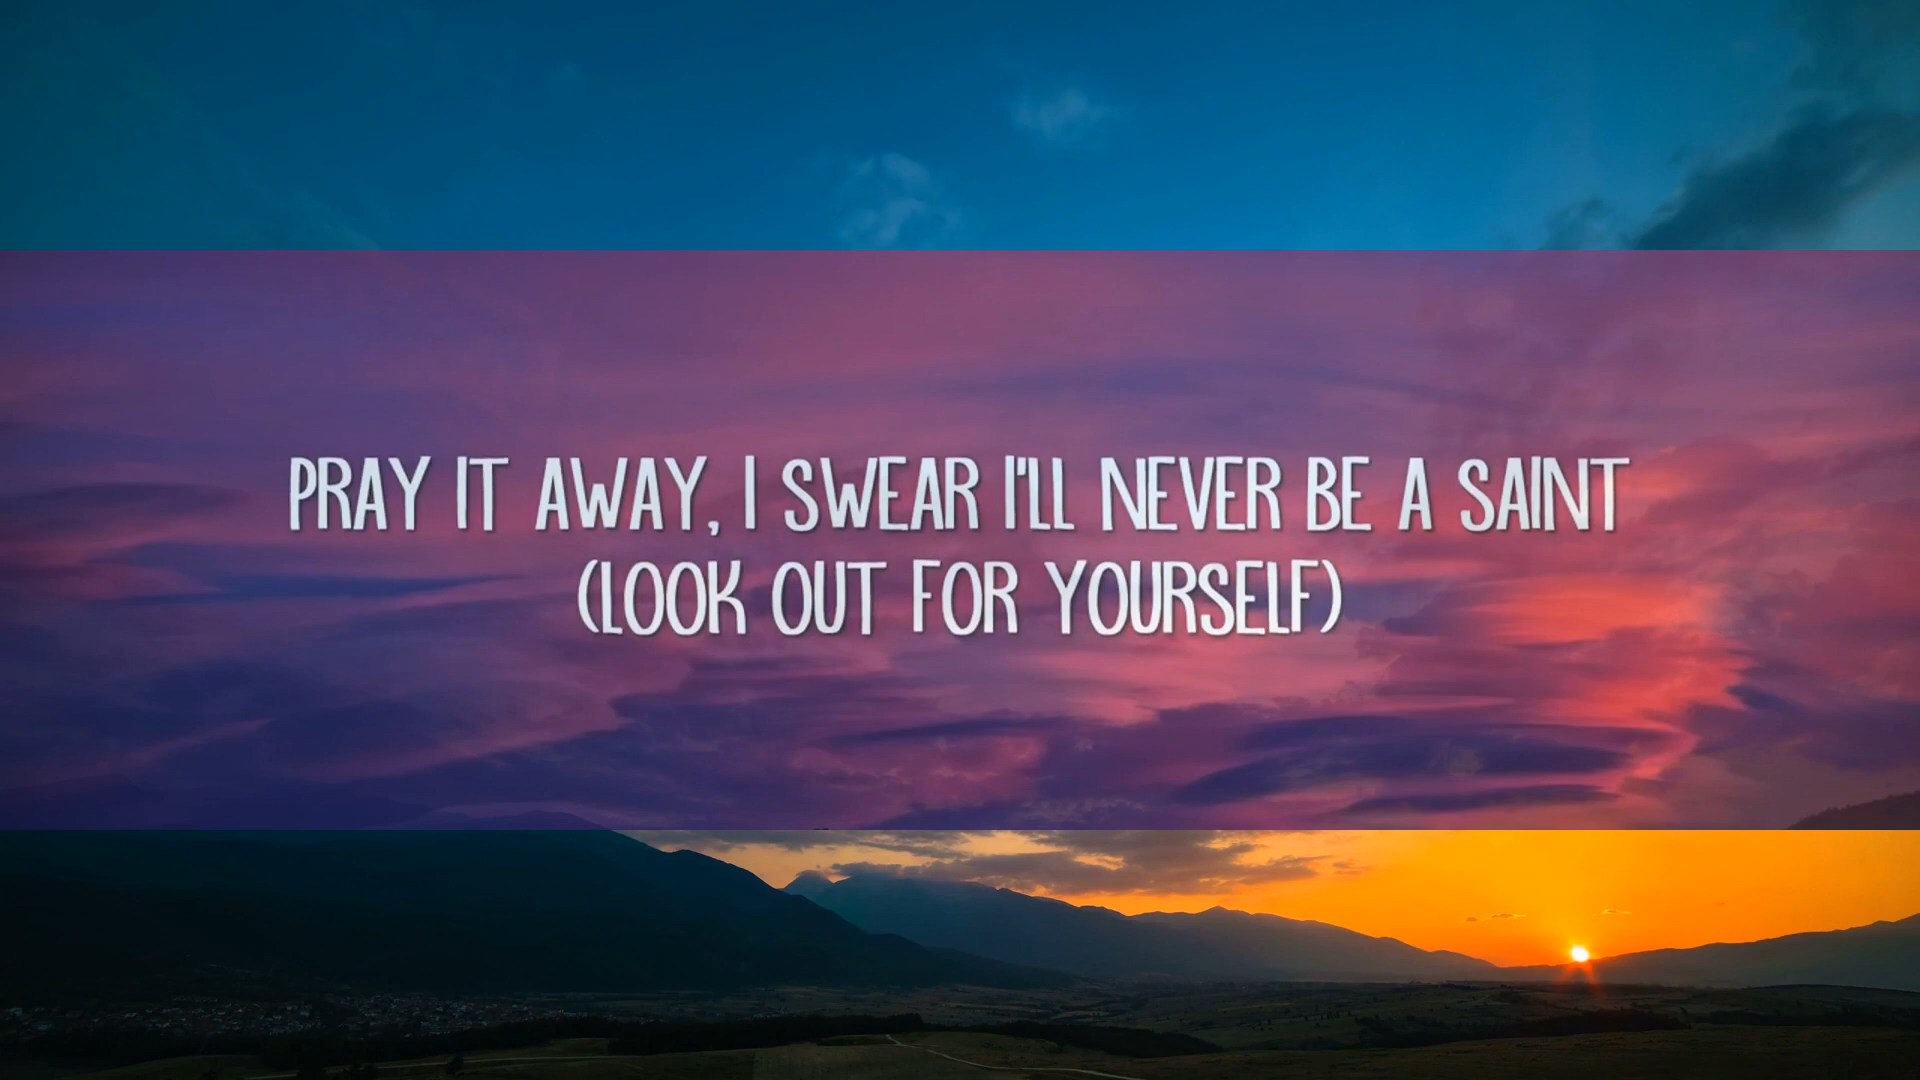 PRAY IT AWAY, I SWEAR I'LL NEVER BE A SAINT
(LOOK OUT FOR YOURSELF)